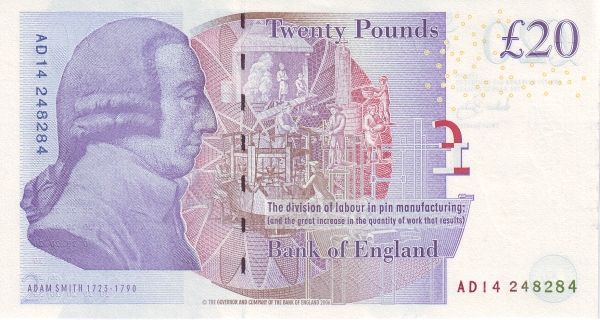 Twenty Pounds
£20
AD14 248284
The division of labour in pin manufacturing:
(and the great increase in the quantity of work that results)
Bank of England
ADAM SMITH 1723-1790
AD14 248284
© THE GOVERNOR AND COMPANY OF THE BANK OF ENGLAND 2006